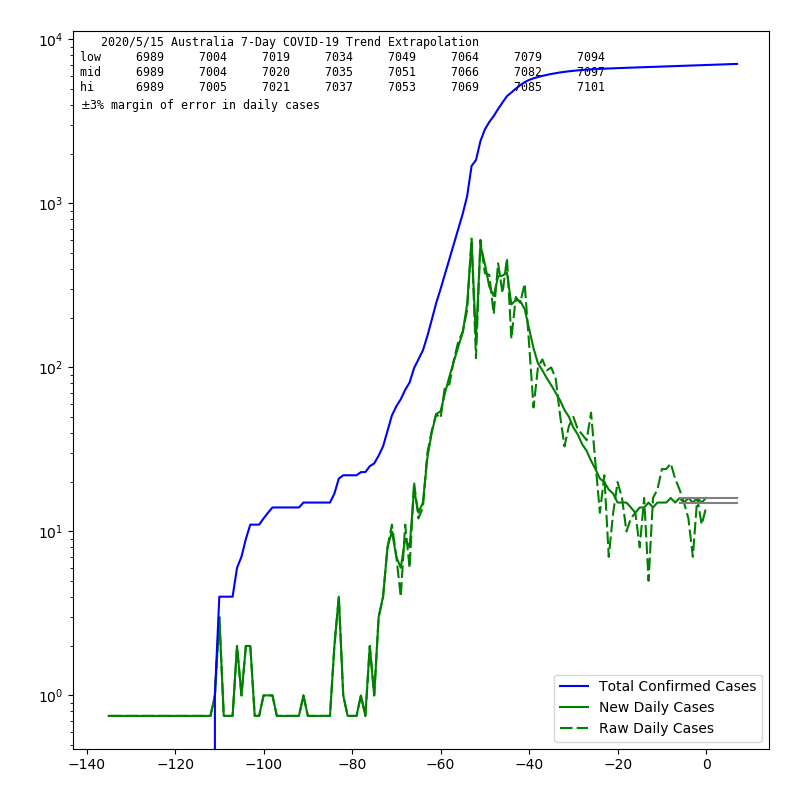 2020/5/15 Australia 7-Day COVID-19 Trend Extrapolation
low 6989 7004 7019 7034 7049 7064 7079 7094
mid 6989 7004 7020 7035 7051 7066 7082 7097
hi 6989 7005 7021 7037 7053 7069 7085 7101
±3% margin of error in daily cases
10^4
10^3
10^2
10^1
10^0
Total Confirmed Cases
New Daily Cases
Raw Daily Cases
−140 −120 −100 −80 −60 −40 −20 0